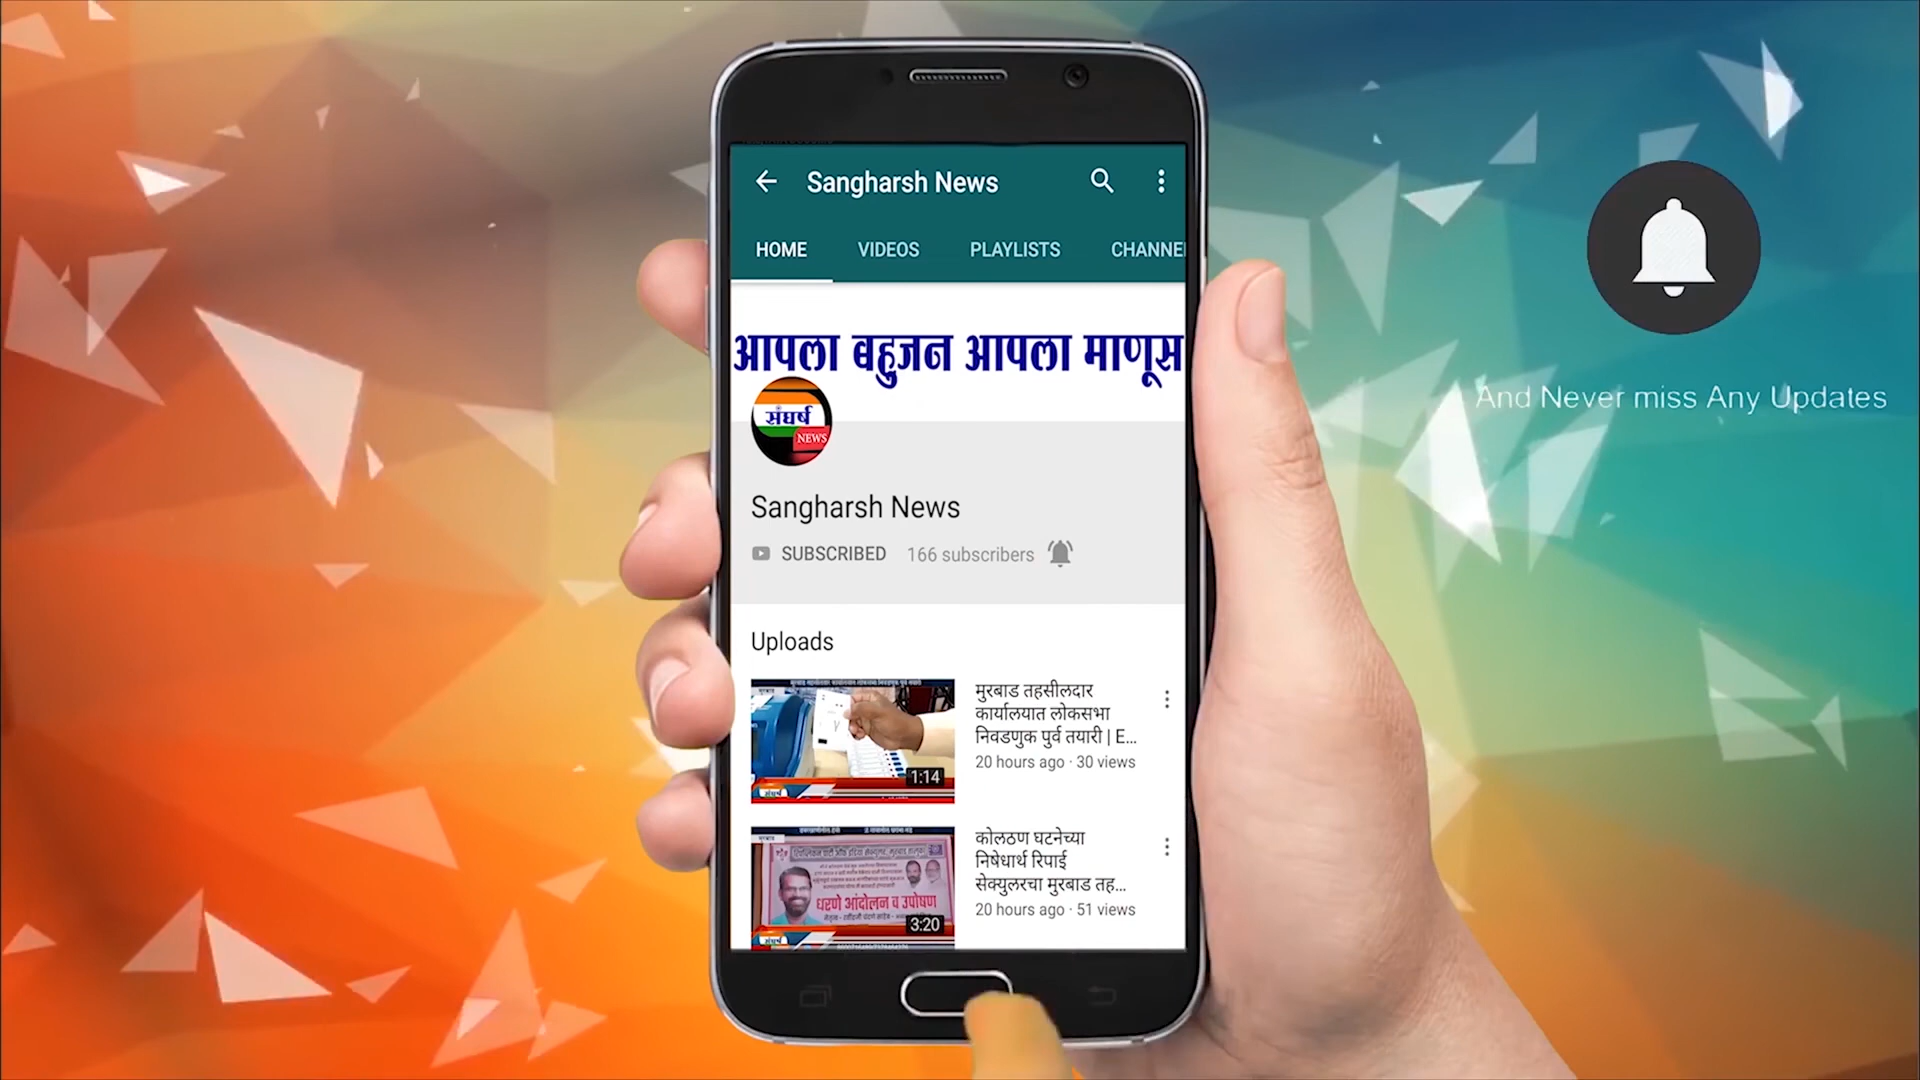 Sangharsh News
HOME VIDEOS PLAYLISTS CHANNE
आपला बहुजन आपला माणूस
संघर्ष
NEWS
And Never miss Any Updates
Sangharsh News
SUBSCRIBED 166 subscribers
Uploads
मुरबाड तहसीलदार
कार्यालयात लोकसभा
निवडणुक पुर्व तयारी | E...
20 hours ago · 30 views
1:14
संघर्ष
कोलठण घटनेच्या
निषेधार्थ रिपाई
सेक्युलरचा मुरबाड तह...
20 hours ago · 51 views
धरणे आंदोलन व उपोषण
3:20
संघर्ष